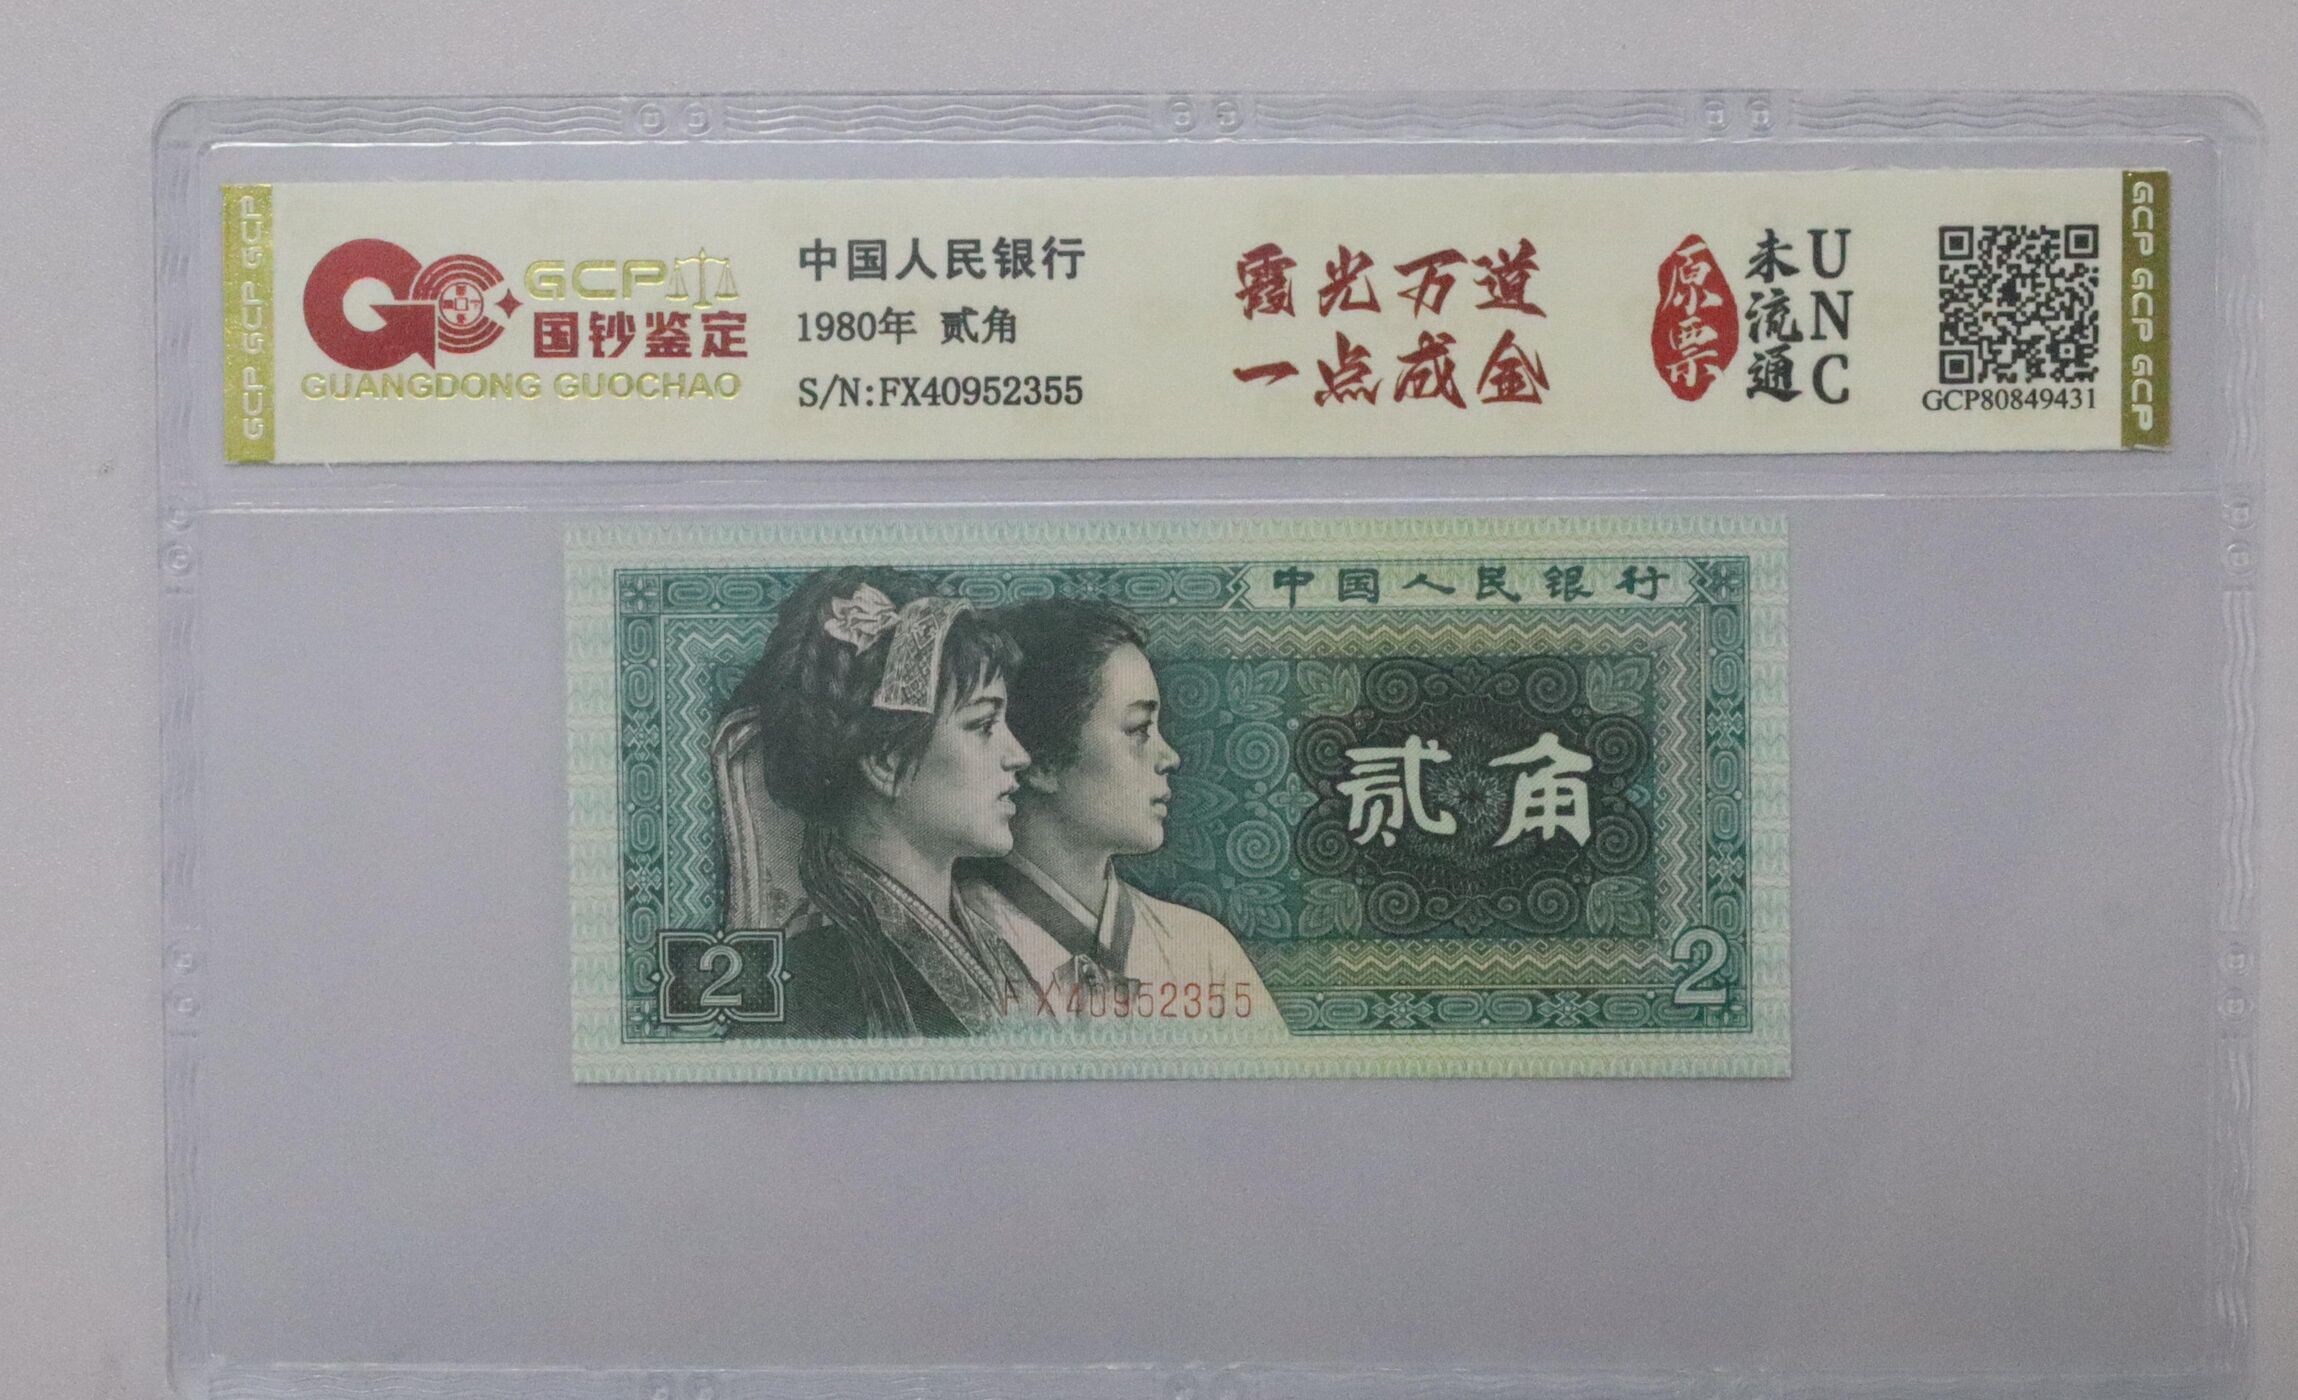 GCP GCP GCP
GCP
国钞鉴定
GUANGDONG GUOCHAO
中国人民银行
1980年 贰角
S/N:FX40952355
霞光万道
一点成金
原票
未流通
UNC
GCP80849431
GCP GCP GCP
中国人民银行
贰角
2
2
FX40952355